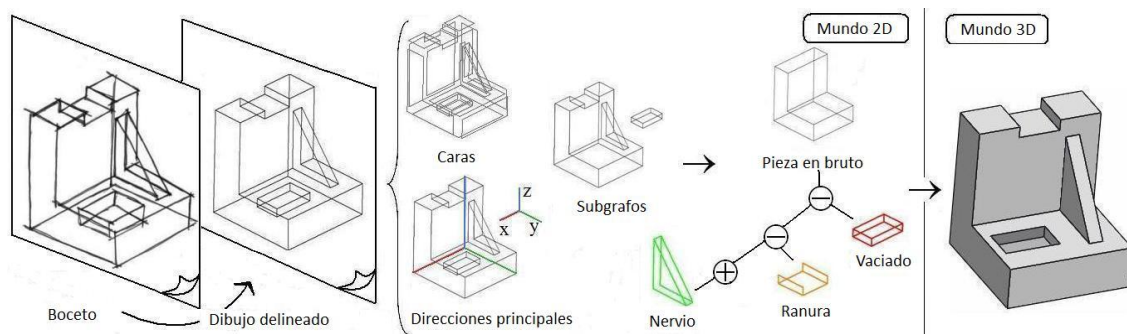 Boceto
Dibujo delineado
Caras
Direcciones principales
x
z
y
Subgrafos
Mundo 2D
Pieza en bruto
Nervio
Ranura
Vaciado
Mundo 3D